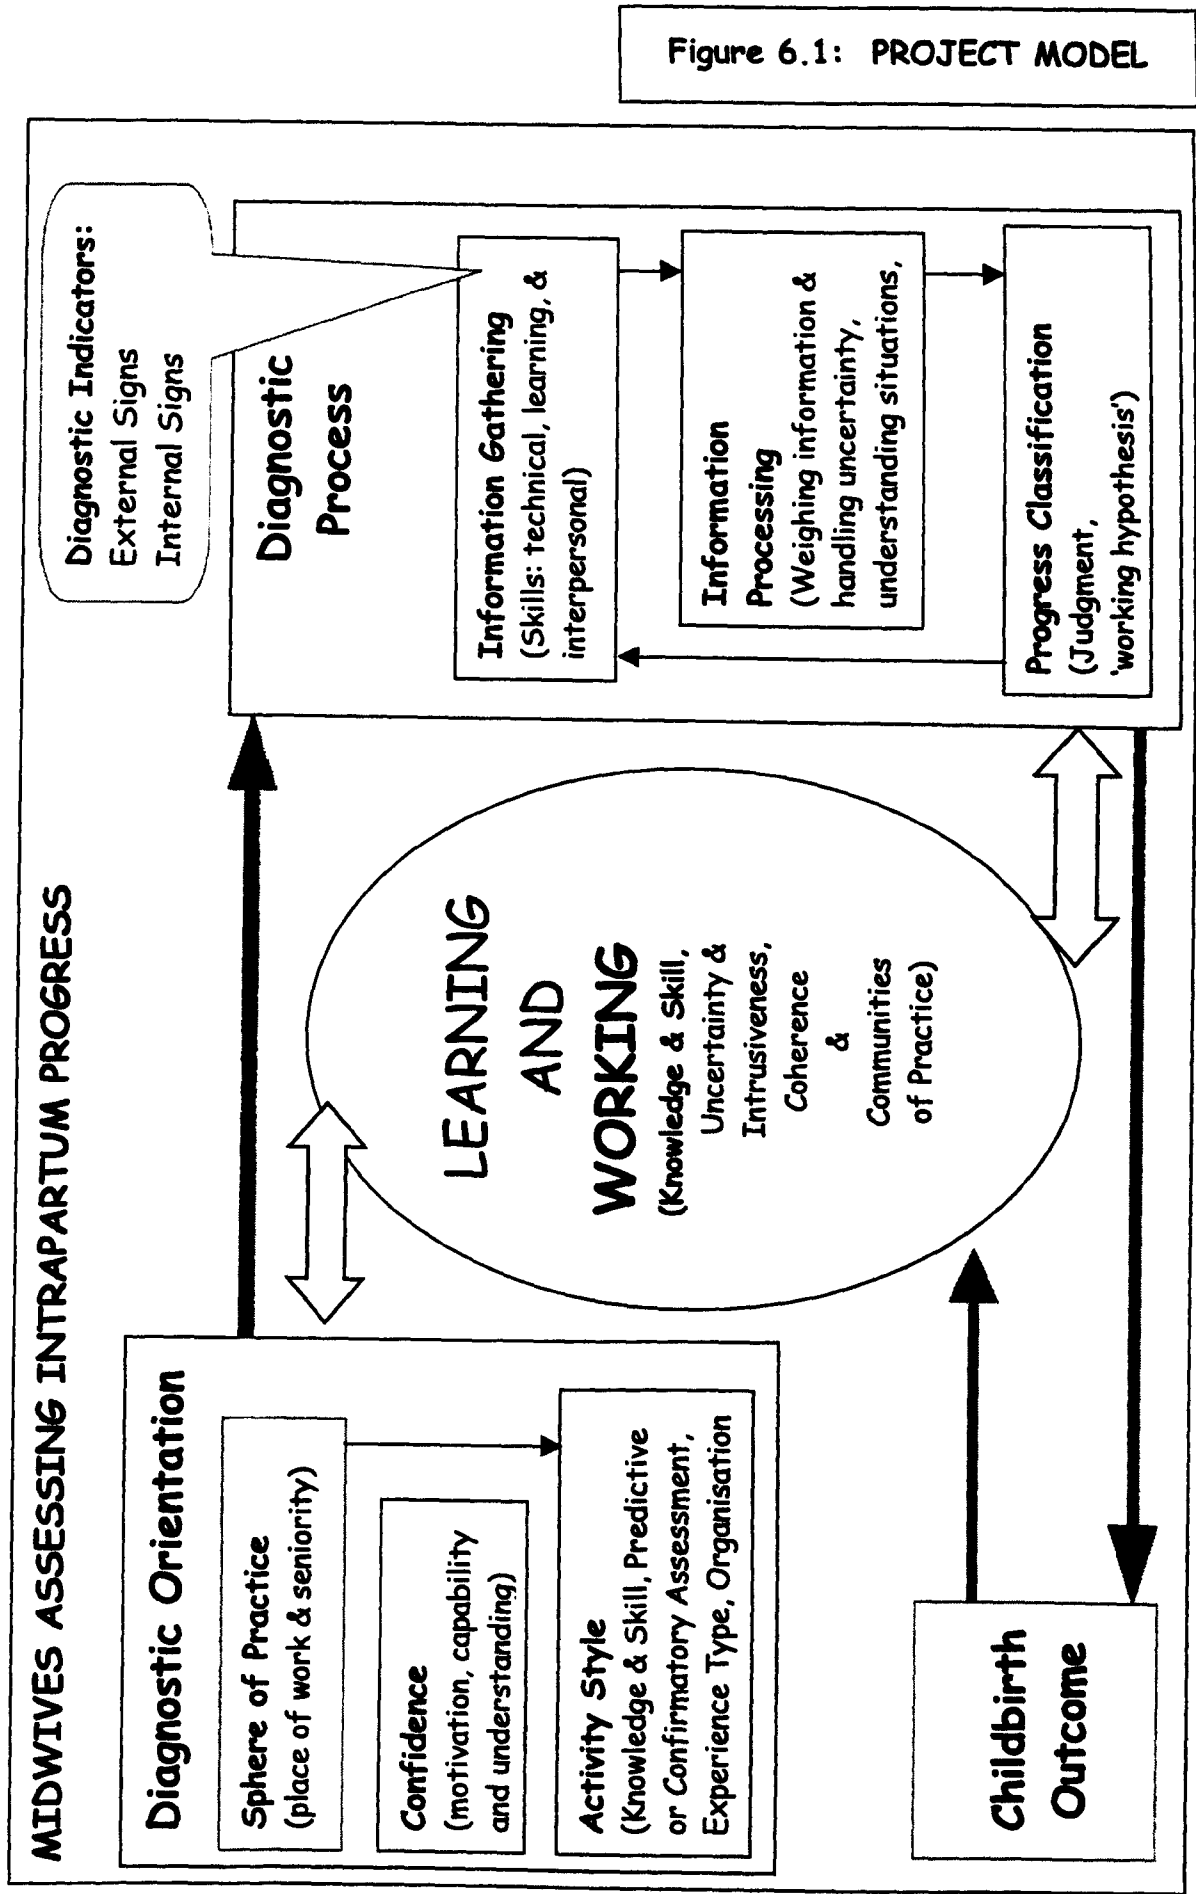 Figure 6.1: PROJECT MODEL
MIDWIVES ASSESSING INTRAPARTUM PROGRESS
Diagnostic Orientation
Sphere of Practice
(place of work & seniority)
Confidence
(motivation, capability
and understanding)
Activity Style
(Knowledge & Skill, Predictive
or Confirmatory Assessment,
Experience Type, Organisation
Childbirth
Outcome
LEARNING
AND
WORKING
(Knowledge & Skill,
Uncertainty &
Intrusiveness,
Coherence
&
Communities
of Practice)
Diagnostic Indicators:
External Signs
Internal Signs
Diagnostic
Process
Information Gathering
(Skills: technical, learning, &
interpersonal)
Information
Processing
(Weighing information &
handling uncertainty,
understanding situations,
Progress Classification
(Judgment,
'working hypothesis')